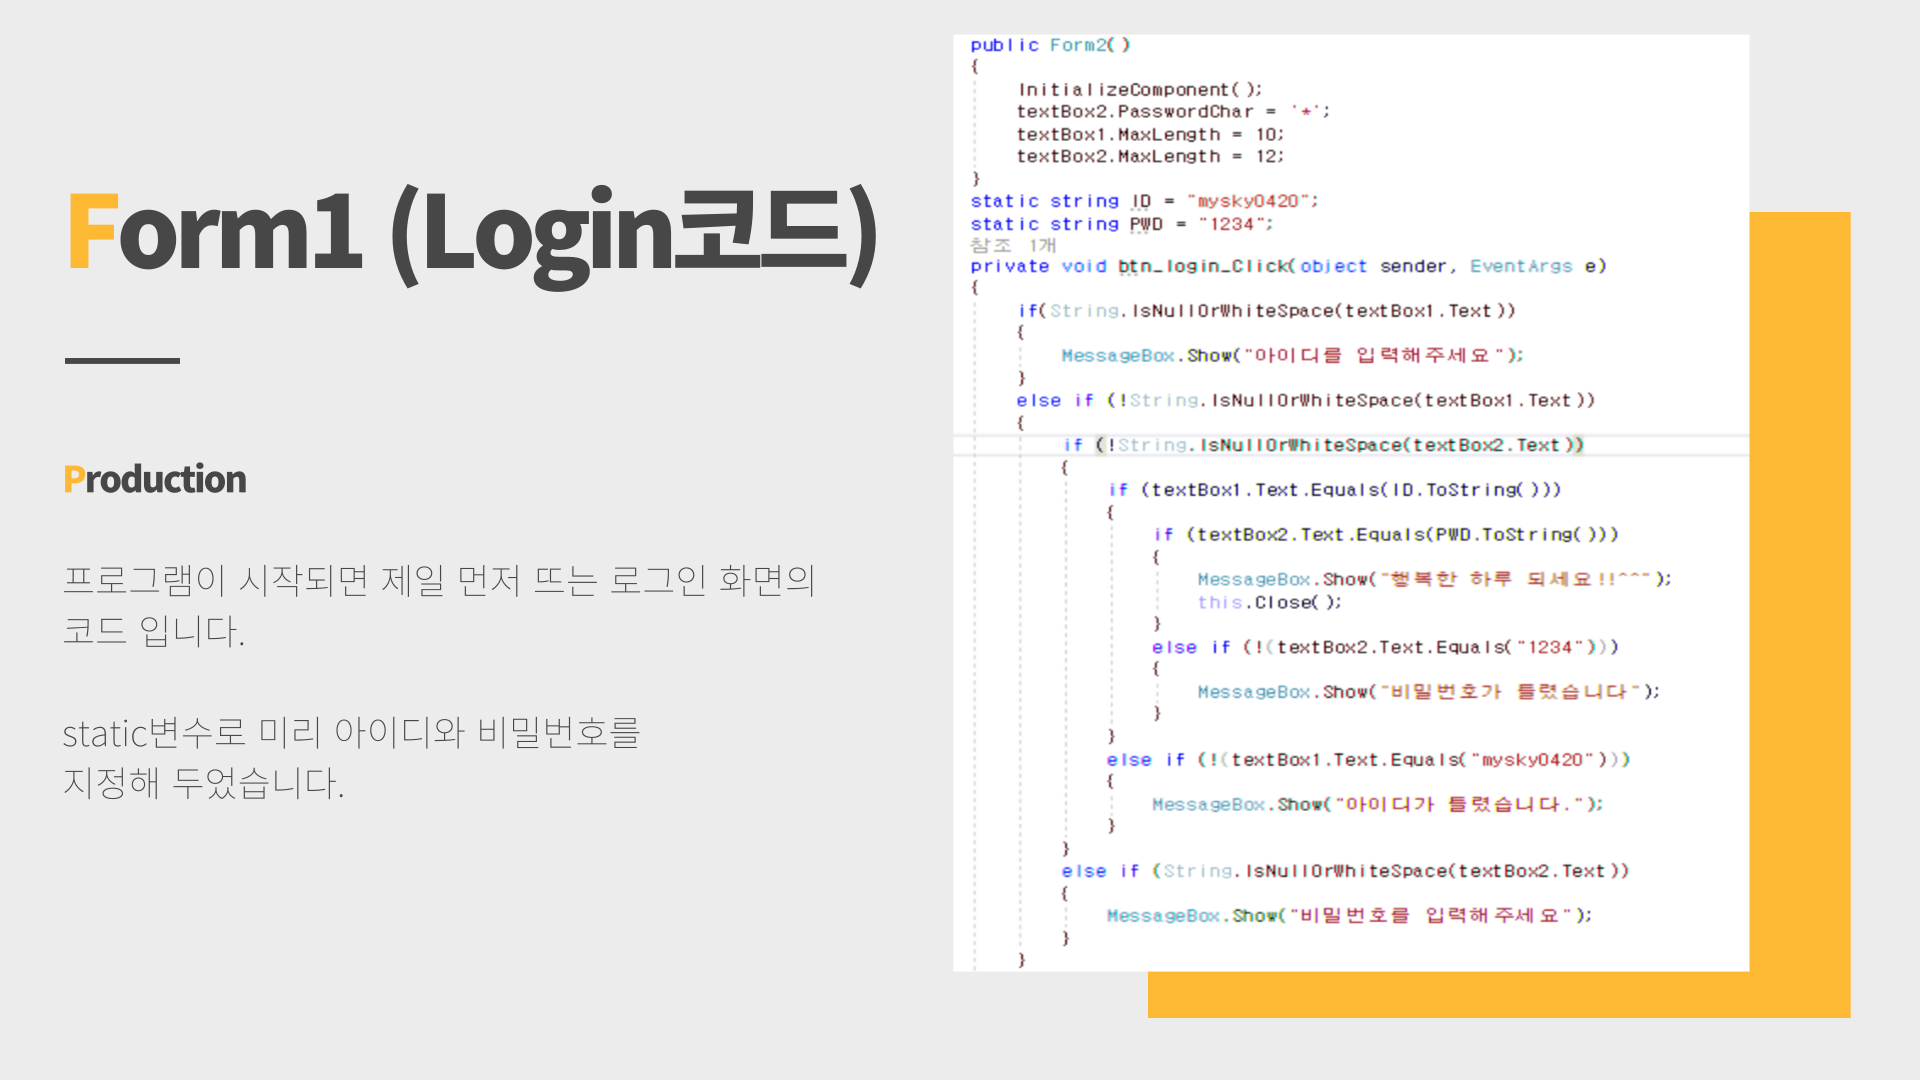 Form1 (Login코드)
Production
프로그램이 시작되면 제일 먼저 뜨는 로그인 화면의
코드 입니다.
static변수로 미리 아이디와 비밀번호를
지정해 두었습니다.
public Form2()
{
InitializeComponent();
textBox2.PasswordChar = '*';
textBox1.MaxLength = 10;
textBox2.MaxLength = 12;
}
static string ID = "mysky0420";
static string PWD = "1234";
참조 1개
private void btn_login_Click(object sender, EventArgs e)
{
if(String.IsNullOrWhiteSpace(textBox1.Text))
{
MessageBox.Show("아이디를 입력해주세요");
}
else if (!String.IsNullOrWhiteSpace(textBox1.Text))
{
if (!String.IsNullOrWhiteSpace(textBox2.Text))
{
if (textBox1.Text.Equals(ID.ToString()))
{
if (textBox2.Text.Equals(PWD.ToString()))
{
MessageBox.Show("행복한 하루 되세요!!^^");
this.Close();
}
else if (!(textBox2.Text.Equals("1234")))
{
MessageBox.Show("비밀번호가 틀렸습니다");
}
}
else if (!(textBox1.Text.Equals("mysky0420")))
{
MessageBox.Show("아이디가 틀렸습니다.");
}
}
else if (String.IsNullOrWhiteSpace(textBox2.Text))
{
MessageBox.Show("비밀번호를 입력해주세요");
}
}